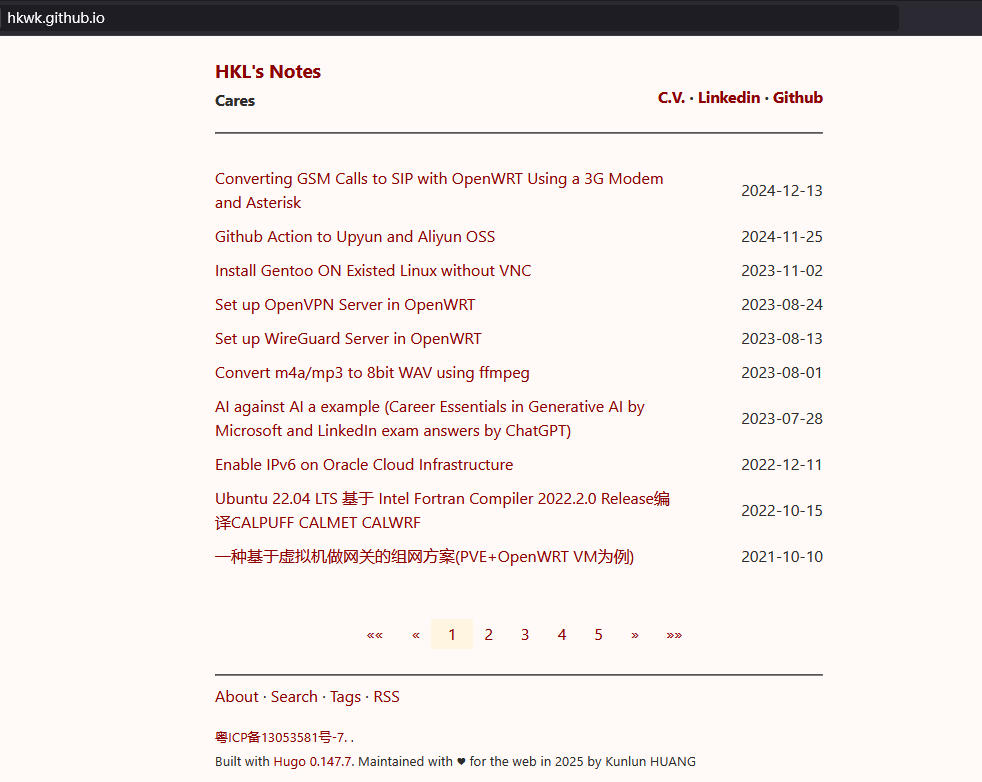 hkwk.github.io
HKL's Notes
Cares
C.V. · Linkedin · Github
Converting GSM Calls to SIP with OpenWRT Using a 3G Modem
and Asterisk
2024-12-13
Github Action to Upyun and Aliyun OSS
2024-11-25
Install Gentoo ON Existed Linux without VNC
2023-11-02
Set up OpenVPN Server in OpenWRT
2023-08-24
Set up WireGuard Server in OpenWRT
2023-08-13
Convert m4a/mp3 to 8bit WAV using ffmpeg
2023-08-01
AI against AI a example (Career Essentials in Generative AI by
Microsoft and LinkedIn exam answers by ChatGPT)
2023-07-28
Enable IPv6 on Oracle Cloud Infrastructure
2022-12-11
Ubuntu 22.04 LTS 基于 Intel Fortran Compiler 2022.2.0 Release编
译CALPUFF CALMET CALWRF
2022-10-15
一种基于虚拟机做网关的组网方案(PVE+OpenWRT VM为例)
2021-10-10
«« « 1 2 3 4 5 » »»
About · Search · Tags · RSS
粤ICP备13053581号-7. .
Built with Hugo 0.147.7. Maintained with ♥ for the web in 2025 by Kunlun HUANG